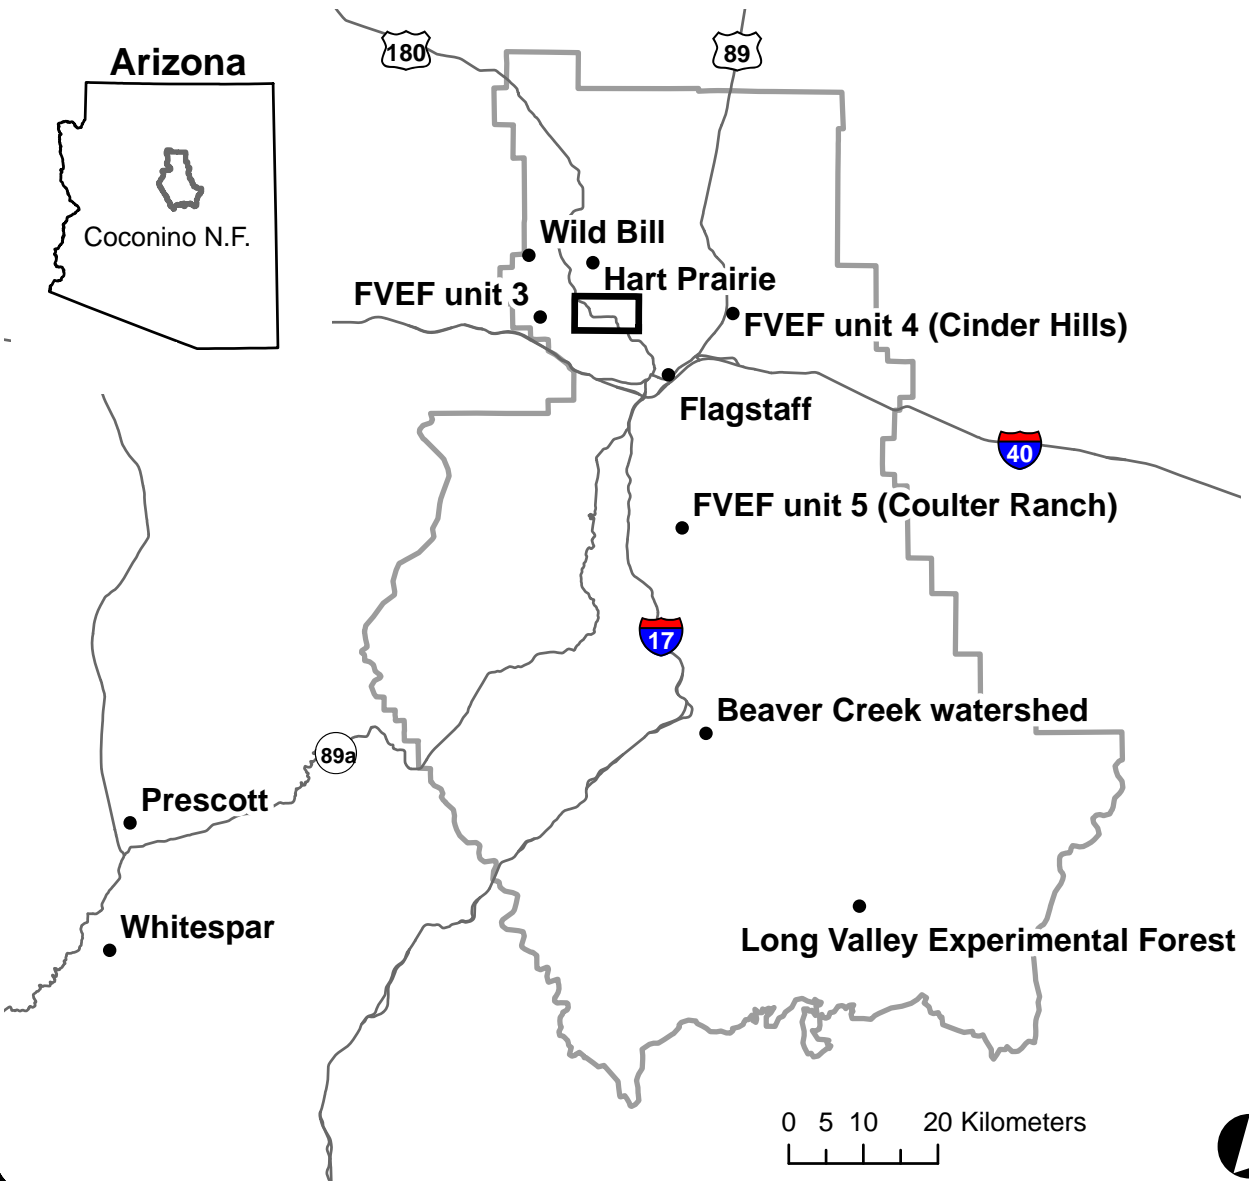 180
89
Arizona
Coconino N.F.
Wild Bill
Hart Prairie
FVEF unit 3
FVEF unit 4 (Cinder Hills)
Flagstaff
40
FVEF unit 5 (Coulter Ranch)
17
Beaver Creek watershed
89a
Prescott
Whitespar
Long Valley Experimental Forest
0 5 10 20 Kilometers